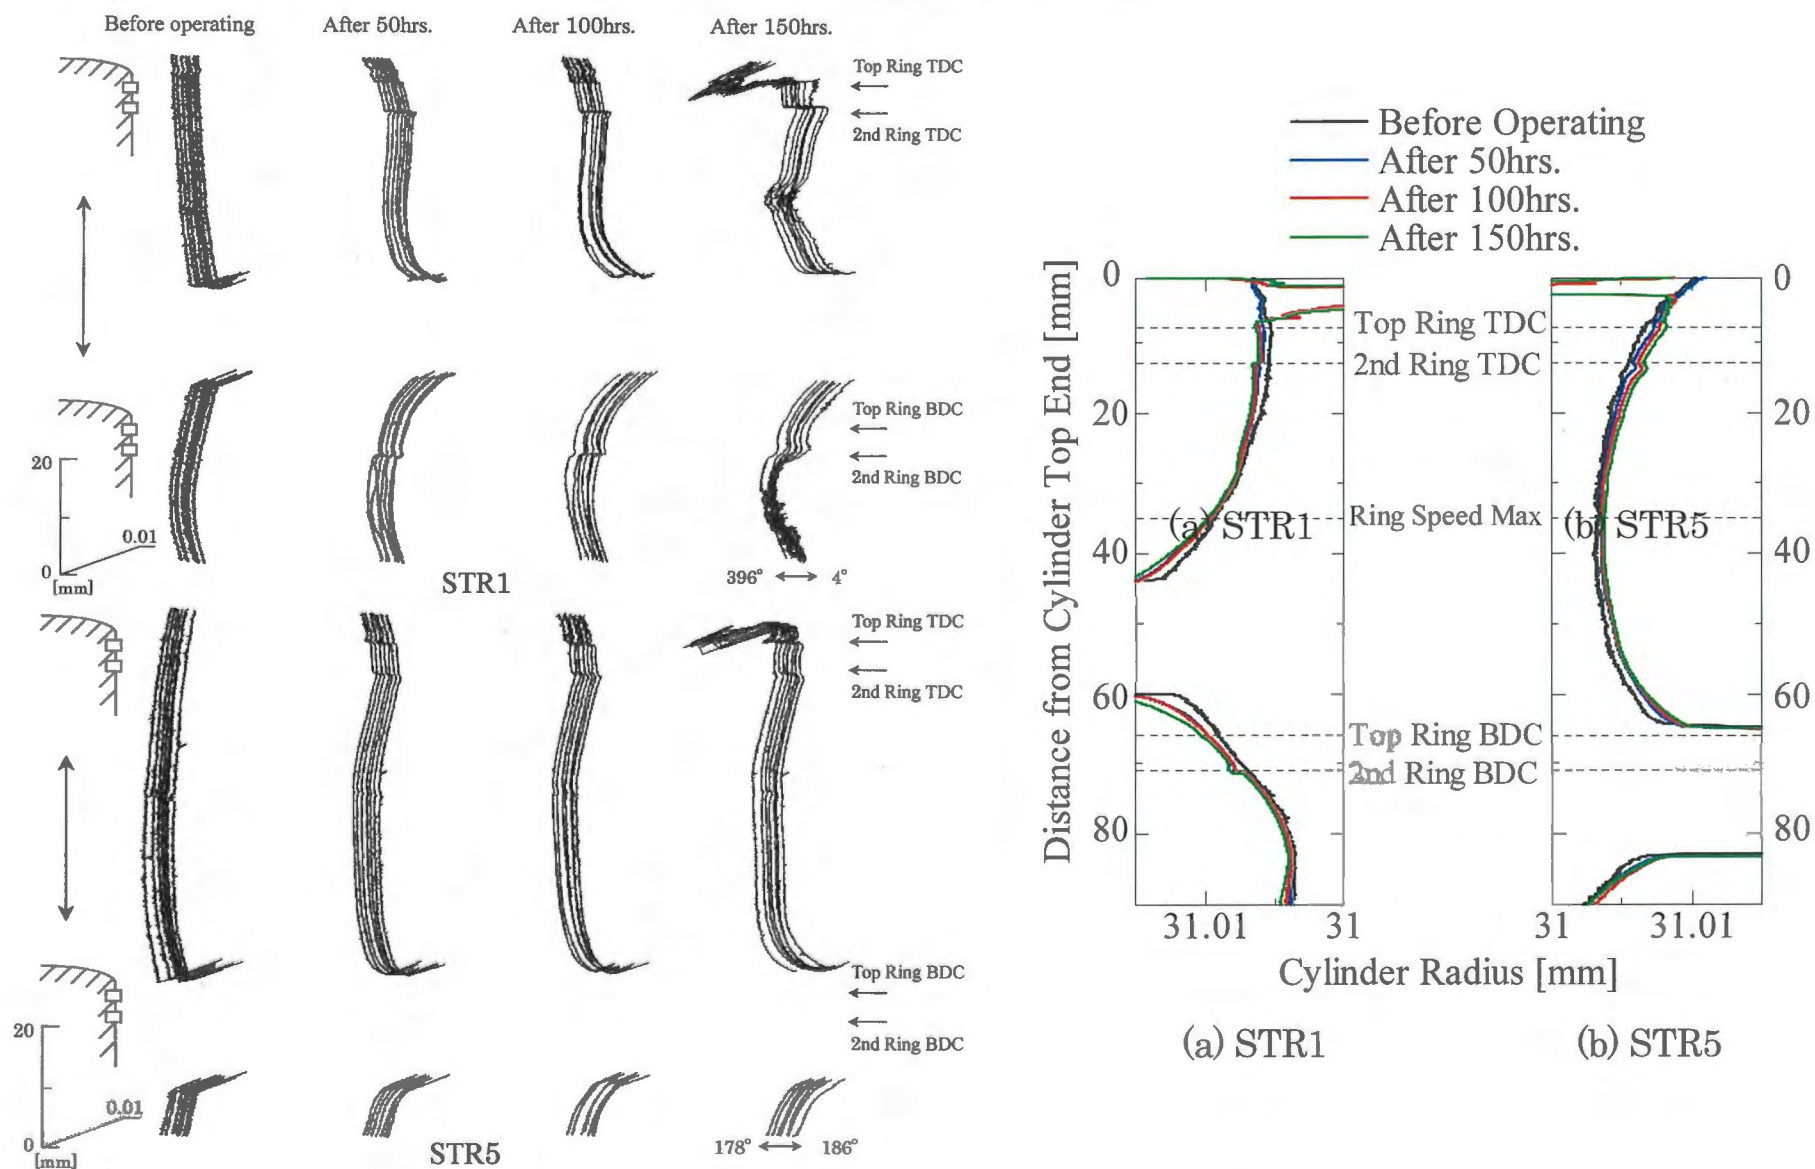 Before operating
After 50hrs.
After 100hrs.
After 150hrs.
Top Ring TDC
2nd Ring TDC
Top Ring BDC
2nd Ring BDC
20
0.01
0
[mm]
STR1
396° 4°
Top Ring TDC
2nd Ring TDC
Top Ring BDC
2nd Ring BDC
20
0.01
0
[mm]
STR5
178° 186°
Before Operating
After 50hrs.
After 100hrs.
After 150hrs.
Distance from Cylinder Top End [mm]
0
20
40
60
80
Top Ring TDC
2nd Ring TDC
Ring Speed Max
Top Ring BDC
2nd Ring BDC
(a) STR1
(b) STR5
0
20
40
60
80
31.01
31
31
31.01
Cylinder Radius [mm]
(a) STR1
(b) STR5